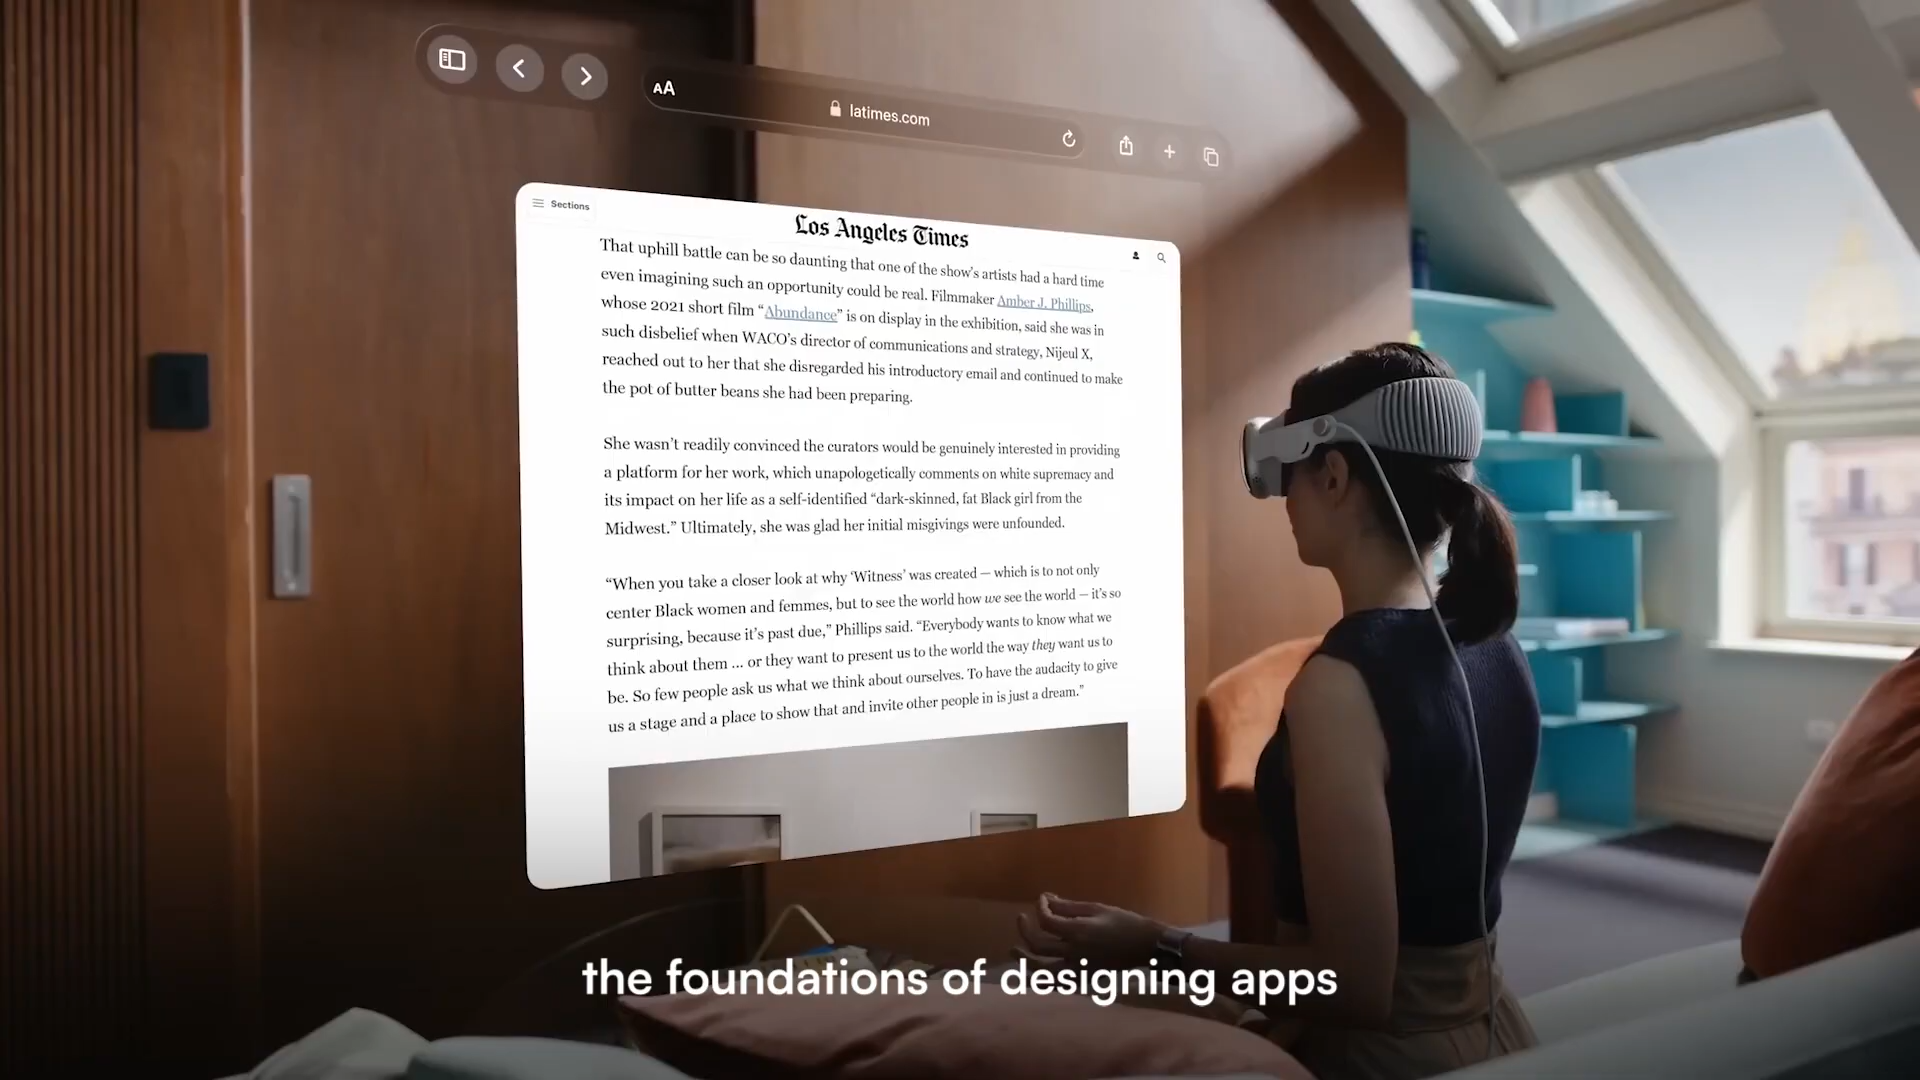 AA
latimes.com
Sections
Los Angeles Times
That uphill battle can be so daunting that one of the show’s artists had a hard time
even imagining such an opportunity could be real. Filmmaker Amber J. Phillips,
whose 2021 short film “Abundance” is on display in the exhibition, said she was in
such disbelief when WACO’s director of communications and strategy, Nijeul X,
reached out to her that she disregarded his introductory email and continued to make
the pot of butter beans she had been preparing.
She wasn’t readily convinced the curators would be genuinely interested in providing
a platform for her work, which unapologetically comments on white supremacy and
its impact on her life as a self-identified “dark-skinned, fat Black girl from the
Midwest.” Ultimately, she was glad her initial misgivings were unfounded.
“When you take a closer look at why ‘Witness’ was created — which is to not only
center Black women and femmes, but to see the world how we see the world — it’s so
surprising, because it’s past due,” Phillips said. “Everybody wants to know what we
think about them ... or they want to present us to the world the way they want us to
be. So few people ask us what we think about ourselves. To have the audacity to give
us a stage and a place to show that and invite other people in is just a dream.”
the foundations of designing apps